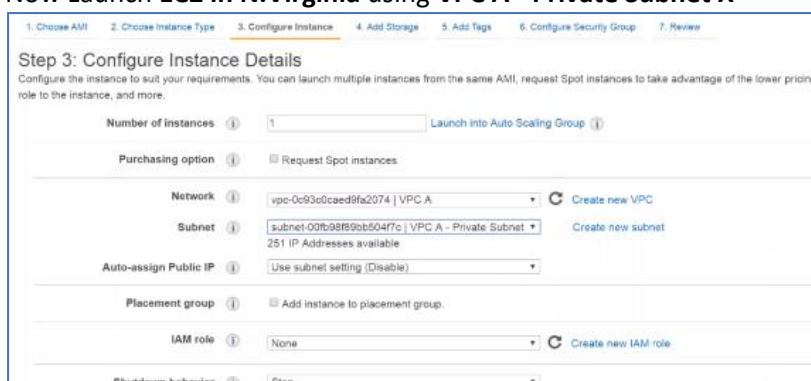 Now Launch EC2 in N.Virginia using VPC A - Private Subnet X
1. Choose AMI 2. Choose Instance Type 3. Configure Instance 4. Add Storage 5. Add Tags 6. Configure Security Group 7. Review
Step 3: Configure Instance Details
Configure the instance to suit your requirements. You can launch multiple instances from the same AMI, request Spot instances to take advantage of the lower pricin
role to the instance, and more.
Number of instances 1 Launch into Auto Scaling Group
Purchasing option Request Spot instances
Network vpc-0c93c0caed9fa2074 | VPC A Create new VPC
Subnet subnet-00fb98f89bb504f7c | VPC A - Private Subnet Create new subnet
251 IP Addresses available
Auto-assign Public IP Use subnet setting (Disable)
Placement group Add instance to placement group.
IAM role None Create new IAM role
Shutdown behavior Stop